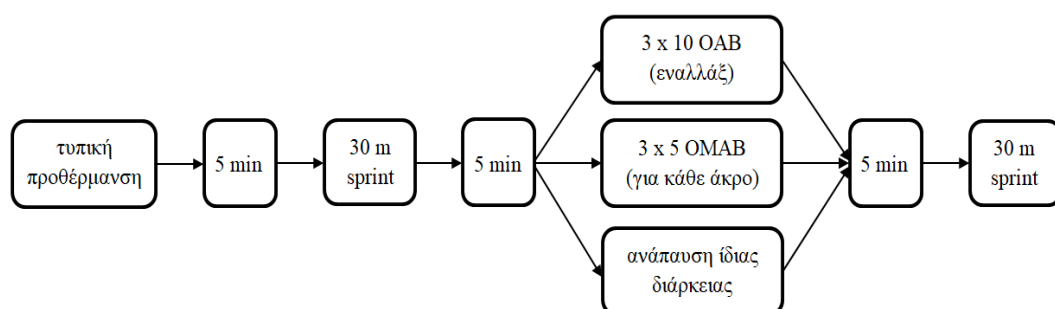 τυπική
προθέρμανση
5 min
30 m
sprint
5 min
3 x 10 ΟΑΒ
(εναλλάξ)
3 x 5 ΟΜΑΒ
(για κάθε άκρο)
ανάπαυση ίδιας
διάρκειας
5 min
30 m
sprint